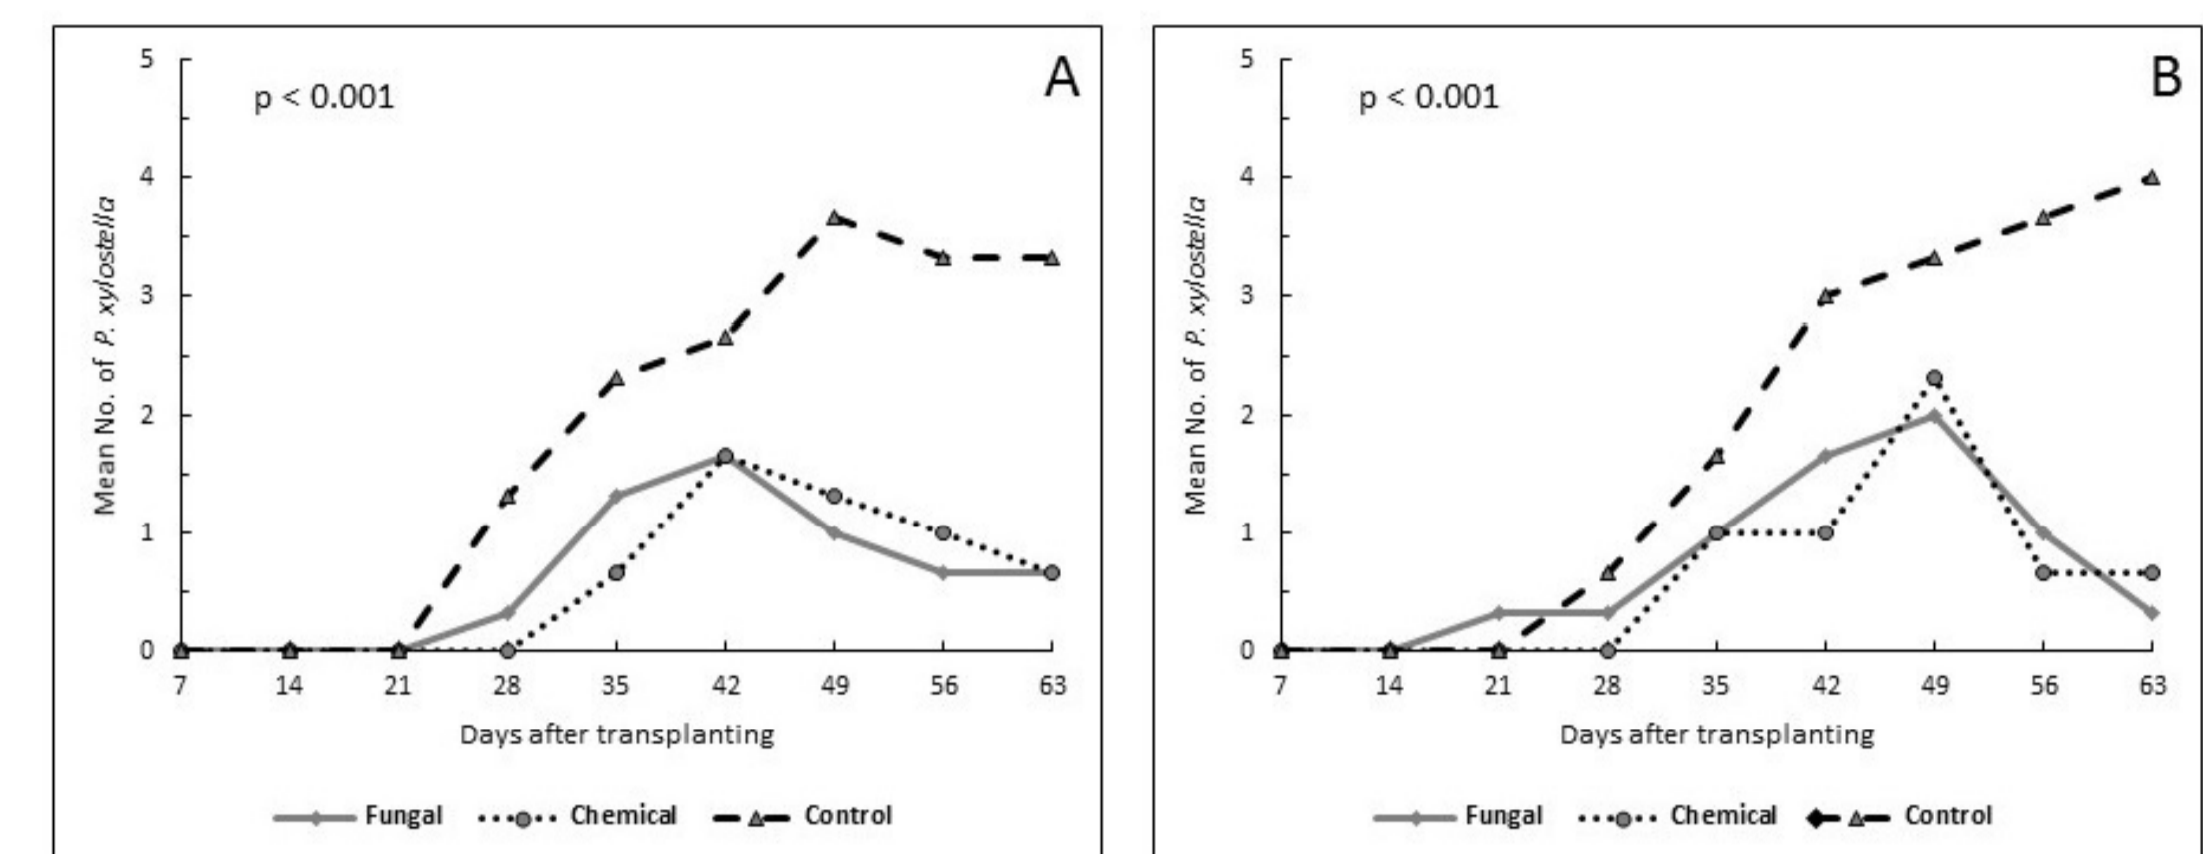 A
p < 0.001
5
4
3
2
1
0
Mean No. of P. xylostella
7 14 21 28 35 42 49 56 63
Days after transplanting
Fungal Chemical Control
B
p < 0.001
5
4
3
2
1
0
Mean No. of P. xylostella
7 14 21 28 35 42 49 56 63
Days after transplanting
Fungal Chemical Control